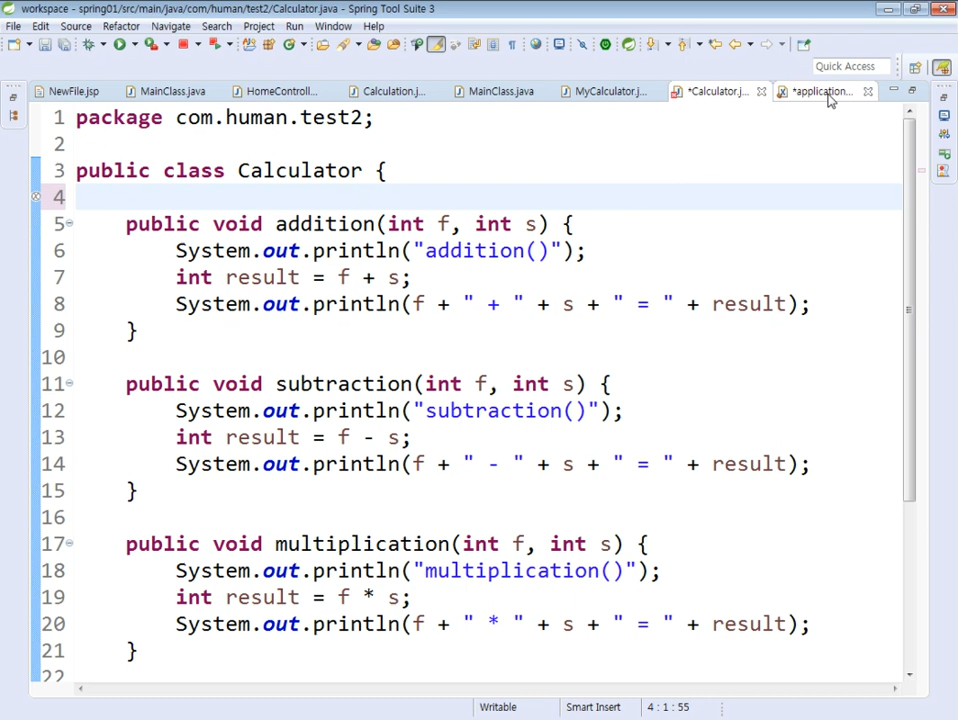 workspace - spring01/src/main/java/com/human/test2/Calculator.java - Spring Tool Suite 3
File Edit Source Refactor Navigate Search Project Run Window Help
Quick Access
NewFile.jsp MainClass.java HomeControll... Calculation.j... MainClass.java MyCalculator.j... *Calculator.j... *application...
1 package com.human.test2;
2
3 public class Calculator {
4
5 public void addition(int f, int s) {
6 System.out.println("addition()");
7 int result = f + s;
8 System.out.println(f + " + " + s + " = " + result);
9 }
10
11 public void subtraction(int f, int s) {
12 System.out.println("subtraction()");
13 int result = f - s;
14 System.out.println(f + " - " + s + " = " + result);
15 }
16
17 public void multiplication(int f, int s) {
18 System.out.println("multiplication()");
19 int result = f * s;
20 System.out.println(f + " * " + s + " = " + result);
21 }
22
Writable Smart Insert 4 : 1 : 55